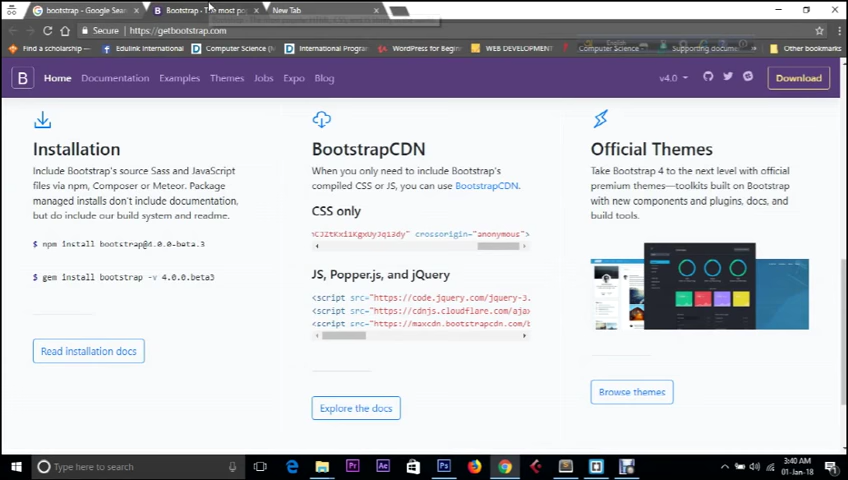 bootstrap - Google Sear
Bootstrap - The most po
New Tab
Secure | https://getbootstrap.com
Find a scholarship
Edulink International
International Program
WordPress for Begin
WEB DEVELOPMENT
Computer Science
Supporting docum
Other bookmarks
B
Home
Documentation
Examples
Themes
Jobs
Expo
Blog
v4.0
Download
Installation
Include Bootstrap's source Sass and JavaScript
files via npm, Composer or Meteor. Package
managed installs don't include documentation,
but do include our build system and readme.
$ npm install bootstrap@4.0.0-beta.3
$ gem install bootstrap -v 4.0.0.beta3
Read installation docs
BootstrapCDN
When you only need to include Bootstrap's
compiled CSS or JS, you can use BootstrapCDN.
CSS only
crossorigin="anonymous">
JS, Popper.js, and jQuery
<script src="https://code.jquery.com/jquery-3.
<script src="https://cdnjs.cloudflare.com/ajax
<script src="https://maxcdn.bootstrapcdn.com/b
Explore the docs
Official Themes
Take Bootstrap 4 to the next level with official
premium themes—toolkits built on Bootstrap
with new components and plugins, docs, and
build tools.
Browse themes
Type here to search
3:40 AM
01-Jan-18